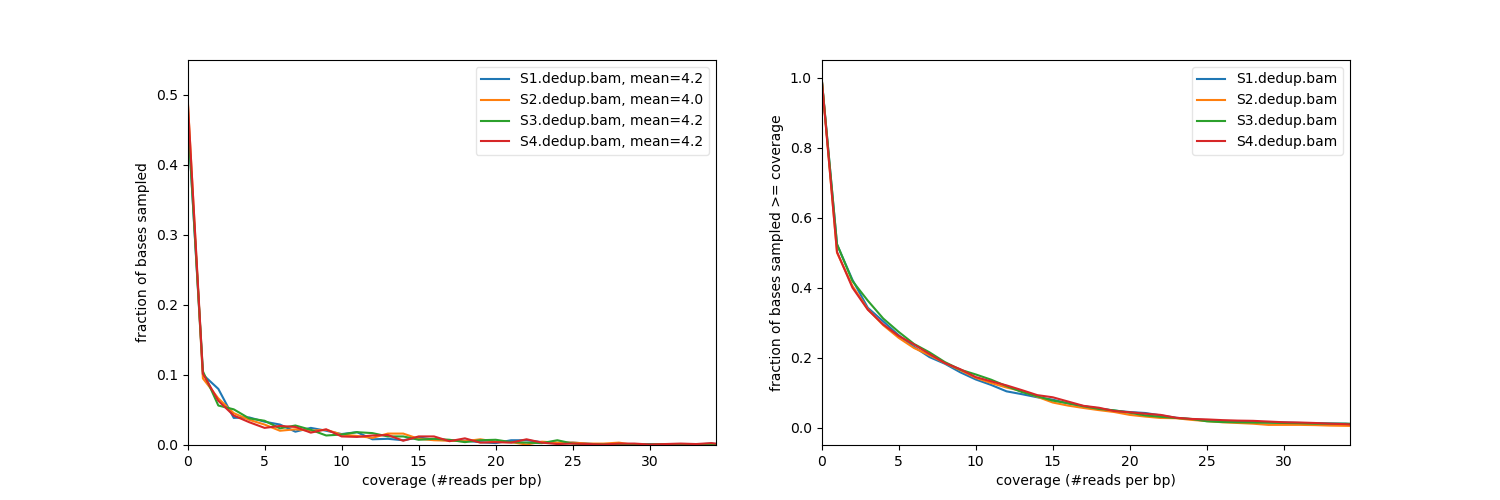 0.5
0.4
0.3
0.2
0.1
0.0
0
5
10
15
20
25
30
fraction of bases sampled
coverage (#reads per bp)
S1.dedup.bam, mean=4.2
S2.dedup.bam, mean=4.0
S3.dedup.bam, mean=4.2
S4.dedup.bam, mean=4.2
1.0
0.8
0.6
0.4
0.2
0.0
0
5
10
15
20
25
30
fraction of bases sampled >= coverage
coverage (#reads per bp)
S1.dedup.bam
S2.dedup.bam
S3.dedup.bam
S4.dedup.bam